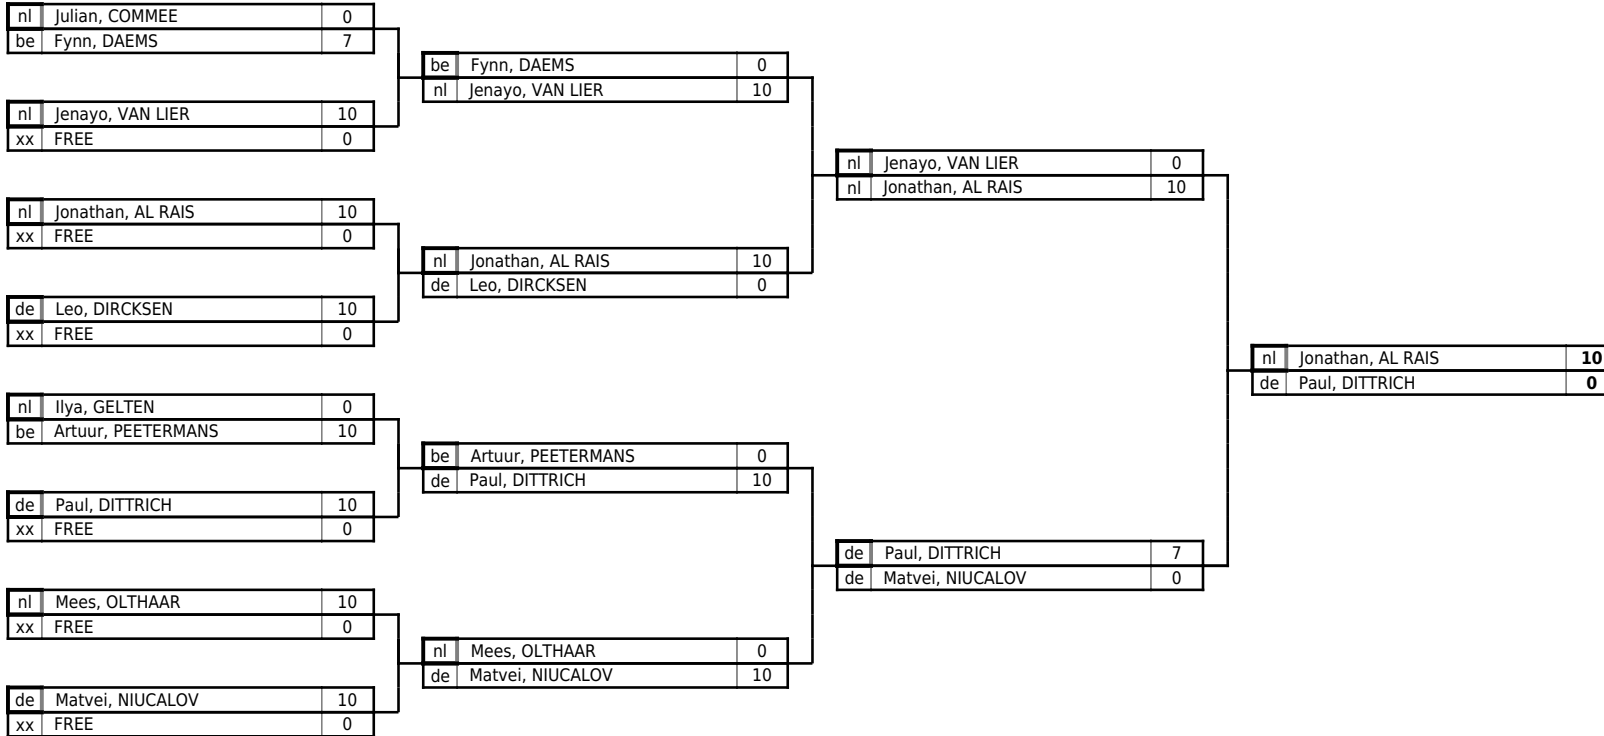 nl Julian, COMMEE 0
be Fynn, DAEMS 7
nl Jenayo, VAN LIER 10
xx FREE 0
nl Jonathan, AL RAIS 10
xx FREE 0
de Leo, DIRCKSEN 10
xx FREE 0
nl Ilya, GELTEN 0
be Artuur, PEETERMANS 10
de Paul, DITTRICH 10
xx FREE 0
nl Mees, OLTHAAR 10
xx FREE 0
de Matvei, NIUCALOV 10
xx FREE 0
be Fynn, DAEMS 0
nl Jenayo, VAN LIER 10
nl Jonathan, AL RAIS 10
de Leo, DIRCKSEN 0
be Artuur, PEETERMANS 0
de Paul, DITTRICH 10
nl Mees, OLTHAAR 0
de Matvei, NIUCALOV 10
nl Jenayo, VAN LIER 0
nl Jonathan, AL RAIS 10
de Paul, DITTRICH 7
de Matvei, NIUCALOV 0
nl Jonathan, AL RAIS 10
de Paul, DITTRICH 0